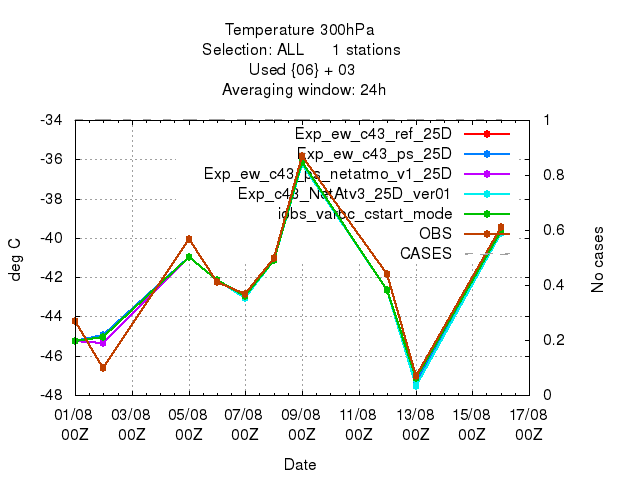 Temperature 300hPa
Selection: ALL 1 stations
Used {06} + 03
Averaging window: 24h
-34
-36
-38
-40
-42
-44
-46
-48
deg C
1
0.8
0.6
0.4
0.2
0
No cases
Exp_ew_c43_ref_25D
Exp_ew_c43_ps_25D
Exp_ew_c43_ps_netatmo_v1_25D
Exp_c43_NetAtv3_25D_ver01
iobs_varbc_cstart_mode
OBS
CASES
01/08 03/08 05/08 07/08 09/08 11/08 13/08 15/08 17/08
00Z 00Z 00Z 00Z 00Z 00Z 00Z 00Z 00Z
Date